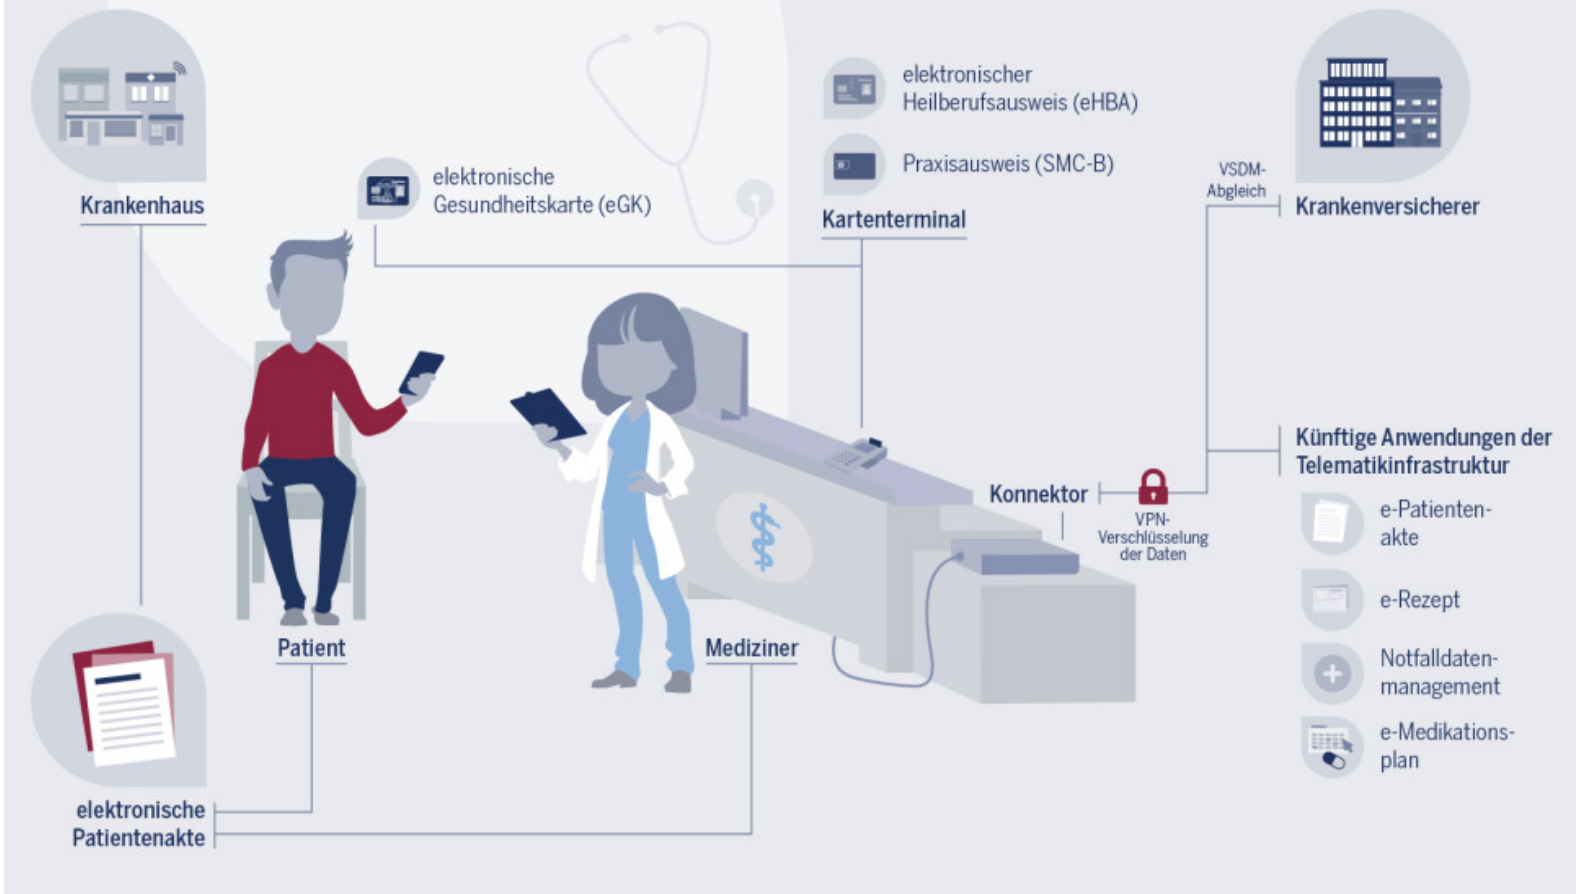 Krankenhaus
elektronische
Gesundheitskarte (eGK)
elektronischer
Heilberufsausweis (eHBA)
Praxisausweis (SMC-B)
Kartenterminal
VSDM-
Abgleich
Krankenversicherer
Künftige Anwendungen der
Telematikinfrastruktur
e-Patienten-
akte
e-Rezept
Notfalldaten-
management
e-Medikations-
plan
Konnektor
VPN-
Verschlüsselung
der Daten
Patient
Mediziner
elektronische
Patientenakte